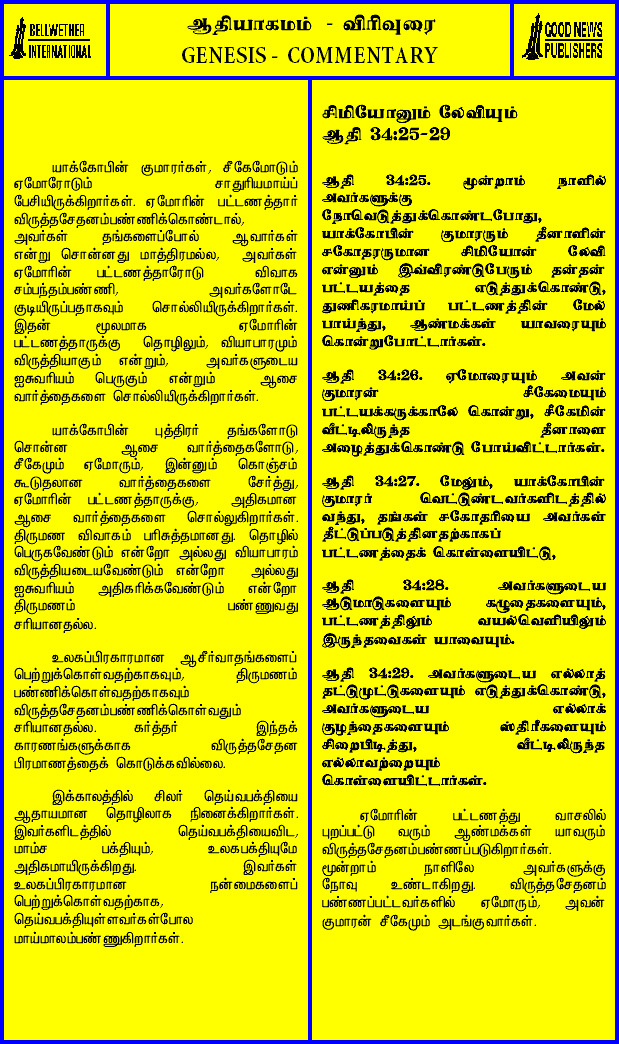 BELLWETHER
INTERNATIONAL
ஆதியாகமம் - விரிவுரை
GENESIS - COMMENTARY
GOOD NEWS
PUBLISHERS
யாக்கோபின் குமாரர்கள், சீகேமோடும்
ஏமோரோடும் சாதுரியமாய்ப்
பேசியிருக்கிறார்கள். ஏமோரின் பட்டணத்தார்
விருத்தசேதனம்பண்ணிக்கொண்டால்,
அவர்கள் தங்களைப்போல் ஆவார்கள்
என்று சொன்னது மாத்திரமல்ல, அவர்கள்
ஏமோரின் பட்டணத்தாரோடு விவாக
சம்பந்தம்பண்ணி, அவர்களோடே
குடியிருப்பதாகவும் சொல்லியிருக்கிறார்கள்.
இதன் மூலமாக ஏமோரின்
பட்டணத்தாருக்கு தொழிலும், வியாபாரமும்
விருத்தியாகும் என்றும், அவர்களுடைய
ஐசுவரியம் பெருகும் என்றும் ஆசை
வார்த்தைகளை சொல்லியிருக்கிறார்கள்.
யாக்கோபின் புத்திரர் தங்களோடு
சொன்ன ஆசை வார்த்தைகளோடு,
சீகேமும் ஏமோரும், இன்னும் கொஞ்சம்
கூடுதலான வார்த்தைகளை சேர்த்து,
ஏமோரின் பட்டணத்தாருக்கு, அதிகமான
ஆசை வார்த்தைகளை சொல்லுகிறார்கள்.
திருமண விவாகம் பரிசுத்தமானது. தொழில்
பெருகவேண்டும் என்றோ அல்லது வியாபாரம்
விருத்தியடையவேண்டும் என்றோ அல்லது
ஐசுவரியம் அதிகரிக்கவேண்டும் என்றோ
திருமணம் பண்ணுவது
சரியானதல்ல.
உலகப்பிரகாரமான ஆசீர்வாதங்களைப்
பெற்றுக்கொள்வதற்காகவும், திருமணம்
பண்ணிக்கொள்வதற்காகவும்
விருத்தசேதனம்பண்ணிக்கொள்வதும்
சரியானதல்ல. கர்த்தர் இந்தக்
காரணங்களுக்காக விருத்தசேதன
பிரமாணத்தைக் கொடுக்கவில்லை.
இக்காலத்தில் சிலர் தெய்வபக்தியை
ஆதாயமான தொழிலாக நினைக்கிறார்கள்.
இவர்களிடத்தில் தெய்வபக்தியைவிட,
மாம்ச பக்தியும், உலகபக்தியுமே
அதிகமாயிருக்கிறது. இவர்கள்
உலகப்பிரகாரமான நன்மைகளைப்
பெற்றுக்கொள்வதற்காக,
தெய்வபக்தியுள்ளவர்கள்போல
மாய்மாலம்பண்ணுகிறார்கள்.
சிமியோனும் லேவியும்
ஆதி 34:25-29
ஆதி 34:25. மூன்றாம் நாளில்
அவர்களுக்கு
நோவெடுத்துக்கொண்டபோது,
யாக்கோபின் குமாரரும் தீனாளின்
சகோதரருமான சிமியோன் லேவி
என்னும் இவ்விரண்டுபேரும் தன்தன்
பட்டயத்தை எடுத்துக்கொண்டு,
துணிகரமாய்ப் பட்டணத்தின் மேல்
பாய்ந்து, ஆண்மக்கள் யாவரையும்
கொன்றுபோட்டார்கள்.
ஆதி 34:26. ஏமோரையும் அவன்
குமாரன் சீகேமையும்
பட்டயக்கருக்காலே கொன்று, சீகேமின்
வீட்டிலிருந்த தீனாளை
அழைத்துக்கொண்டு போய்விட்டார்கள்.
ஆதி 34:27. மேலும், யாக்கோபின்
குமாரர் வெட்டுண்டவர்களிடத்தில்
வந்து, தங்கள் சகோதரியை அவர்கள்
தீட்டுப்படுத்தினதற்காகப்
பட்டணத்தைக் கொள்ளையிட்டு,
ஆதி 34:28. அவர்களுடைய
ஆடுமாடுகளையும் கழுதைகளையும்,
பட்டணத்திலும் வயல்வெளியிலும்
இருந்தவைகள் யாவையும்.
ஆதி 34:29. அவர்களுடைய எல்லாத்
தட்டுமுட்டுகளையும் எடுத்துக்கொண்டு,
அவர்களுடைய எல்லாக்
குழந்தைகளையும் ஸ்திரீகளையும்
சிறைபிடித்து, வீட்டிலிருந்த
எல்லாவற்றையும்
கொள்ளையிட்டார்கள்.
ஏமோரின் பட்டணத்து வாசலில்
புறப்பட்டு வரும் ஆண்மக்கள் யாவரும்
விருத்தசேதனம்பண்ணப்படுகிறார்கள்.
மூன்றாம் நாளிலே அவர்களுக்கு
நோவு உண்டாகிறது. விருத்தசேதனம்
பண்ணப்பட்டவர்களில் ஏமோரும், அவன்
குமாரன் சீகேமும் அடங்குவார்கள்.